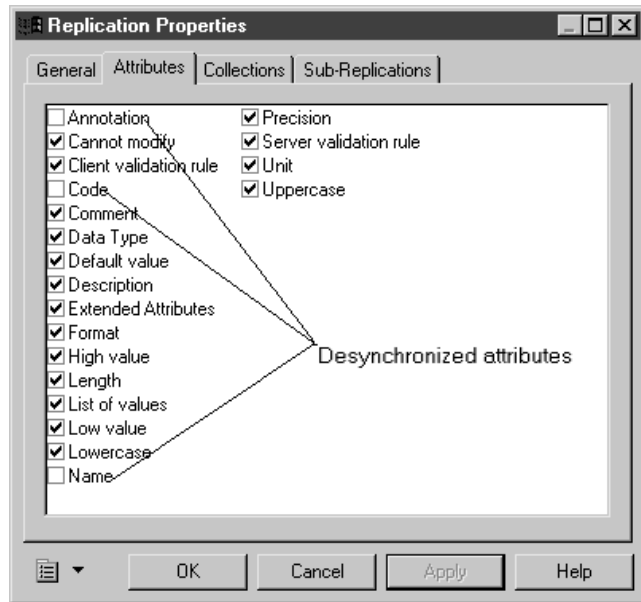 Replication Properties
General Attributes Collections Sub-Replications
Annotation
Cannot modify
Client validation rule
Code
Comment
Data Type
Default value
Description
Extended Attributes
Format
High value
Length
List of values
Low value
Lowercase
Name
Precision
Server validation rule
Unit
Uppercase
Desynchronized attributes
OK Cancel Apply Help